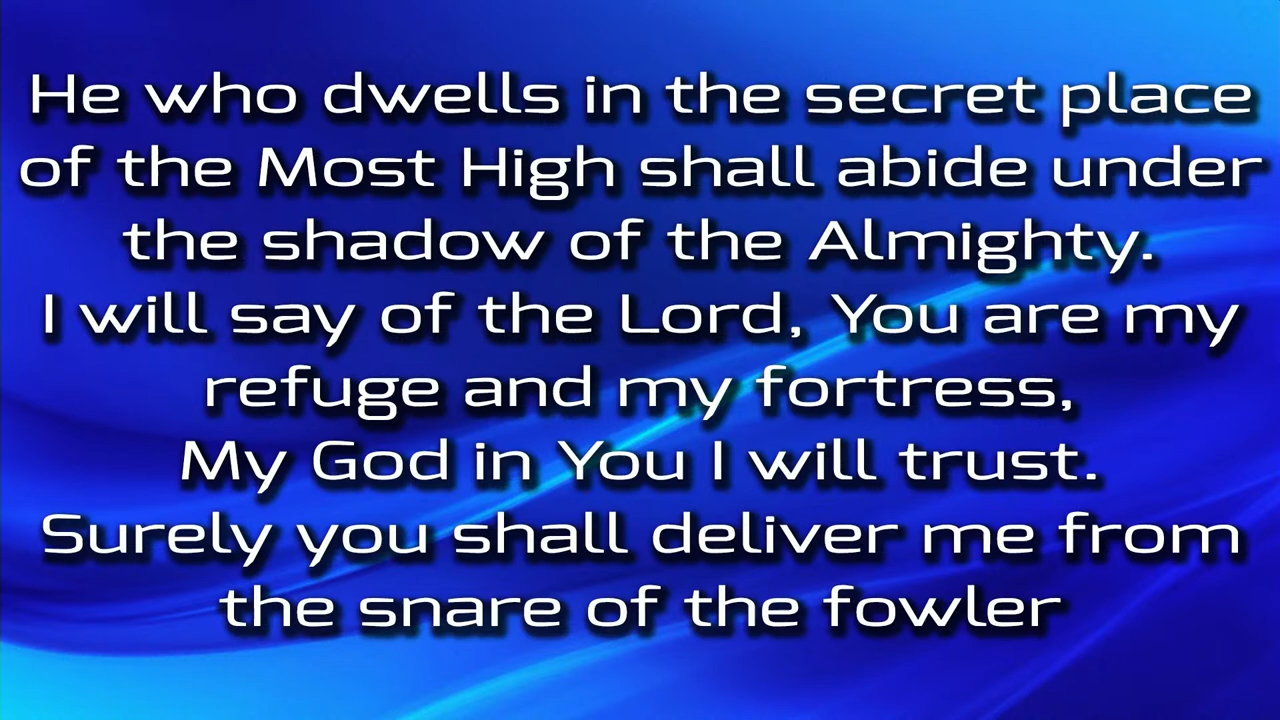 He who dwells in the secret place
of the Most High shall abide under
the shadow of the Almighty.
I will say of the Lord, You are my
refuge and my fortress,
My God in You I will trust.
Surely you shall deliver me from
the snare of the fowler